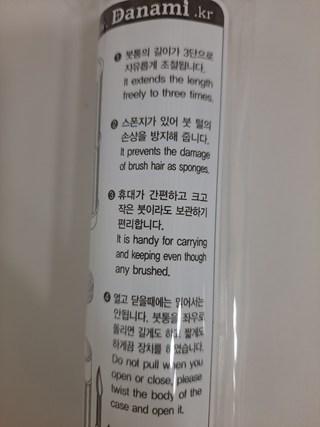 Danami.kr
❶ 붓통의 길이가 3단으로
자유롭게 조절됩니다.
It extends the length
freely to three times.
❷ 스폰지가 있어 붓 털의
손상을 방지해 줍니다.
It prevents the damage
of brush hair as sponges.
❸ 휴대가 간편하고 크고
작은 붓이라도 보관하기
편리합니다.
It is handy for carrying
and keeping even though
any brushed.
❹ 열고 닫을때에는 잎어서는
안됩니다. 붓통을 좌우로
돌리면 길게도 하고 짧게도
하게끔 장치를 하였습니다.
Do not pull when you
open or close, please
twist the body of the
case and open it.